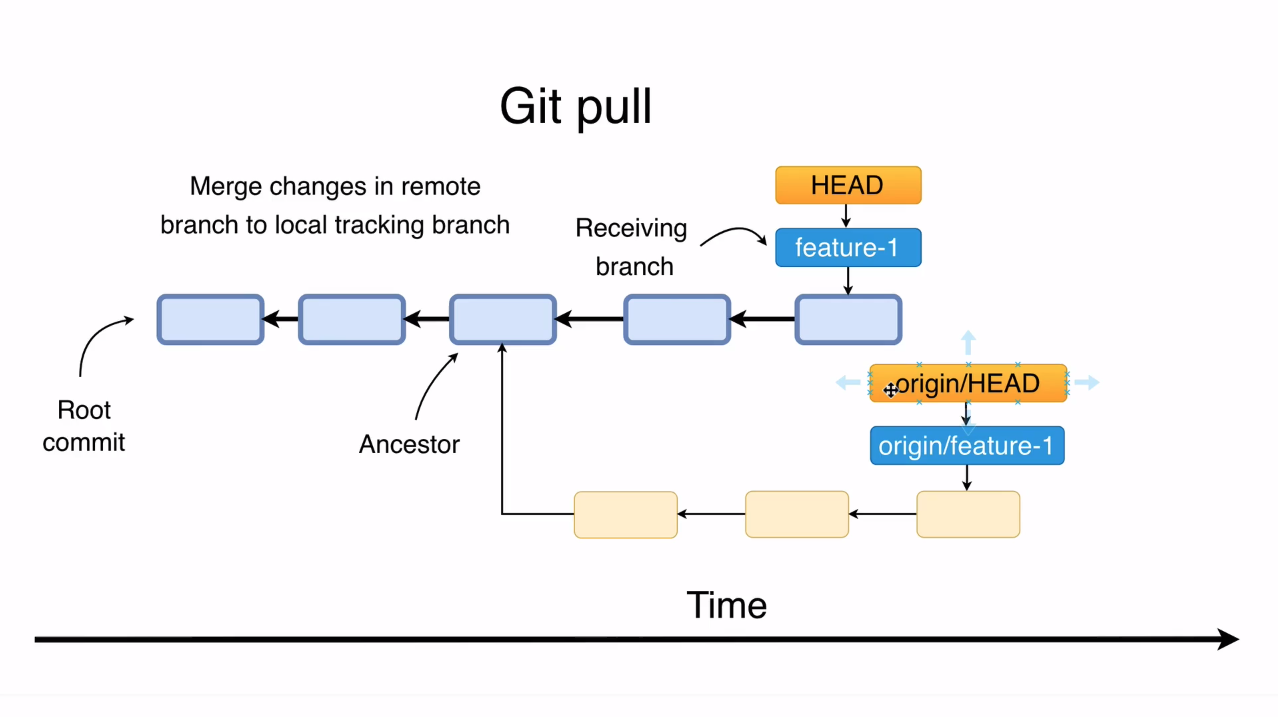 Git pull
Merge changes in remote
branch to local tracking branch
Receiving
branch
HEAD
feature-1
origin/HEAD
origin/feature-1
Root
commit
Ancestor
Time